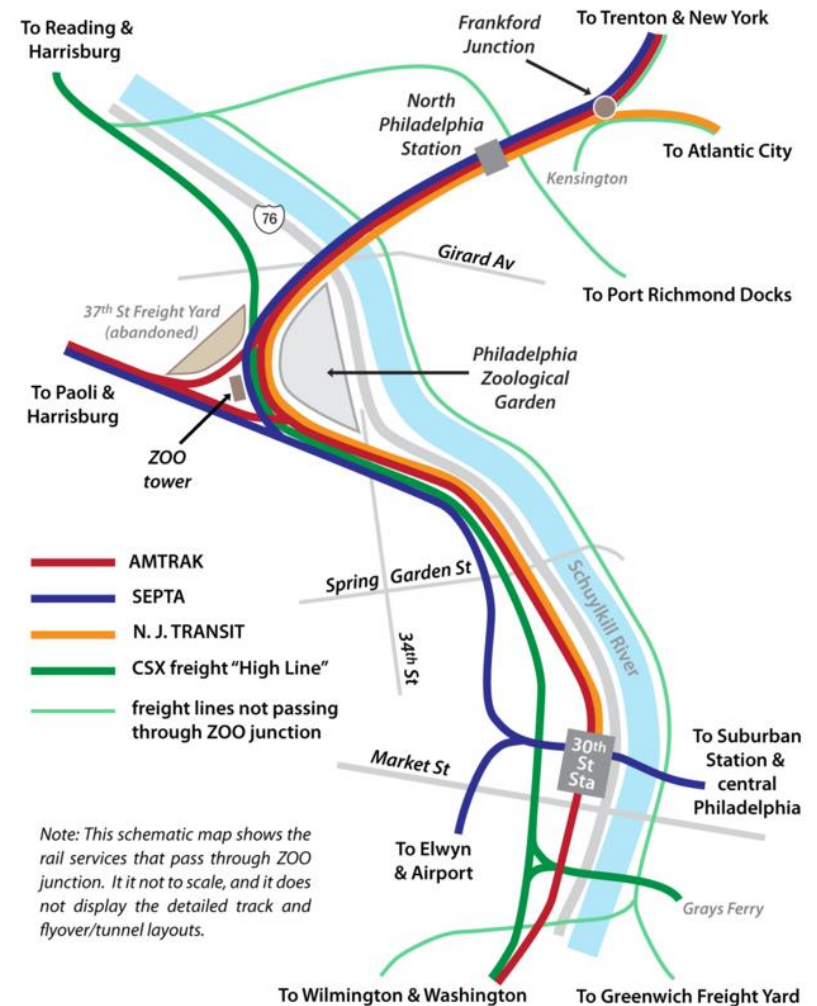 To Reading &
Harrisburg
Frankford
Junction
To Trenton & New York
North
Philadelphia
Station
To Atlantic City
Kensington
76
Girard Av
To Port Richmond Docks
37th St Freight Yard
(abandoned)
Philadelphia
Zoological
Garden
To Paoli &
Harrisburg
ZOO
tower
AMTRAK
SEPTA
N. J. TRANSIT
CSX freight “High Line”
freight lines not passing
through ZOO junction
Spring Garden St
34th St
Schuylkill River
30th
St
Sta
Market St
To Suburban
Station &
central
Philadelphia
To Elwyn
& Airport
Note: This schematic map shows the
rail services that pass through ZOO
junction. It it not to scale, and it does
not display the detailed track and
flyover/tunnel layouts.
Grays Ferry
To Wilmington & Washington
To Greenwich Freight Yard